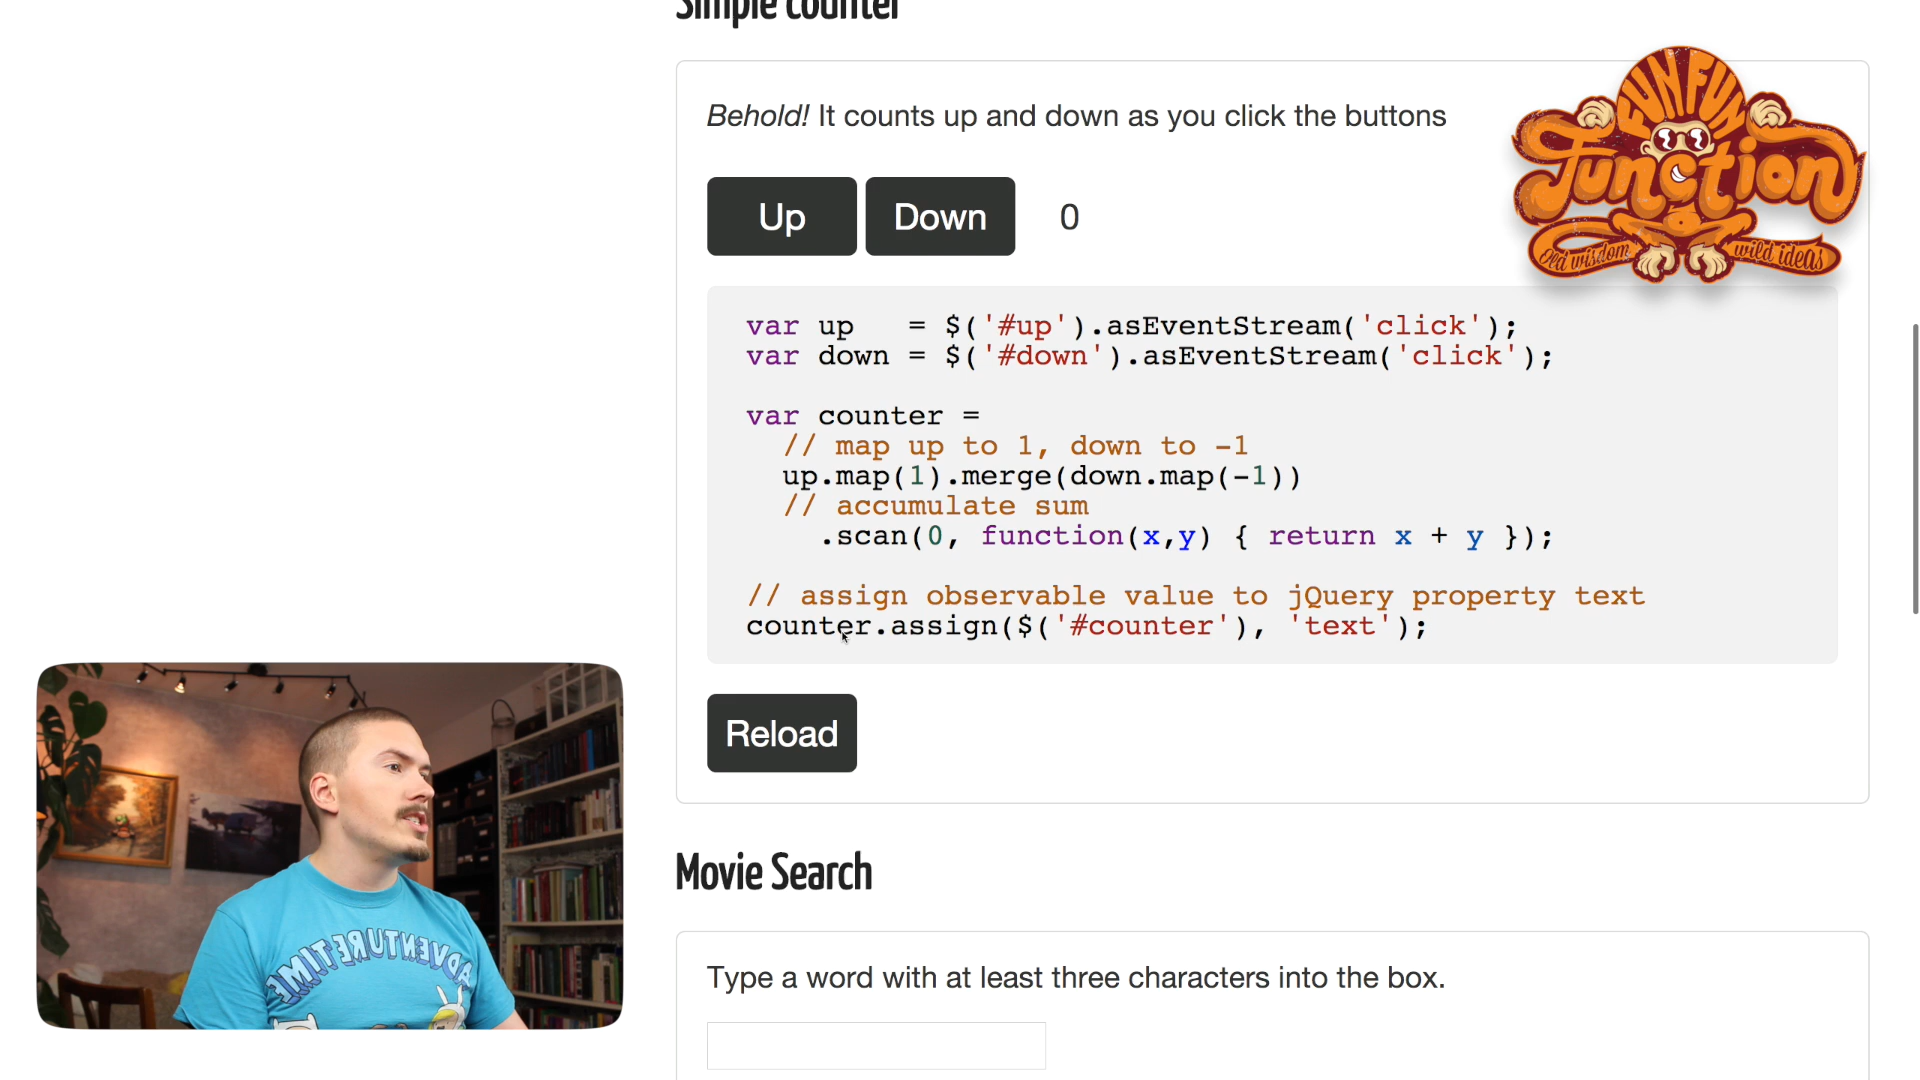 Simple counter
Behold! It counts up and down as you click the buttons
Up
Down
0
var up   = $('#up').asEventStream('click');
var down = $('#down').asEventStream('click');
var counter =
  // map up to 1, down to -1
  up.map(1).merge(down.map(-1))
  // accumulate sum
    .scan(0, function(x,y) { return x + y });
// assign observable value to jQuery property text
counter.assign($('#counter'), 'text');
Reload
Movie Search
Type a word with at least three characters into the box.
FUN FUN
Function
Old wisdom
wild ideas
ADVENTURE TIME